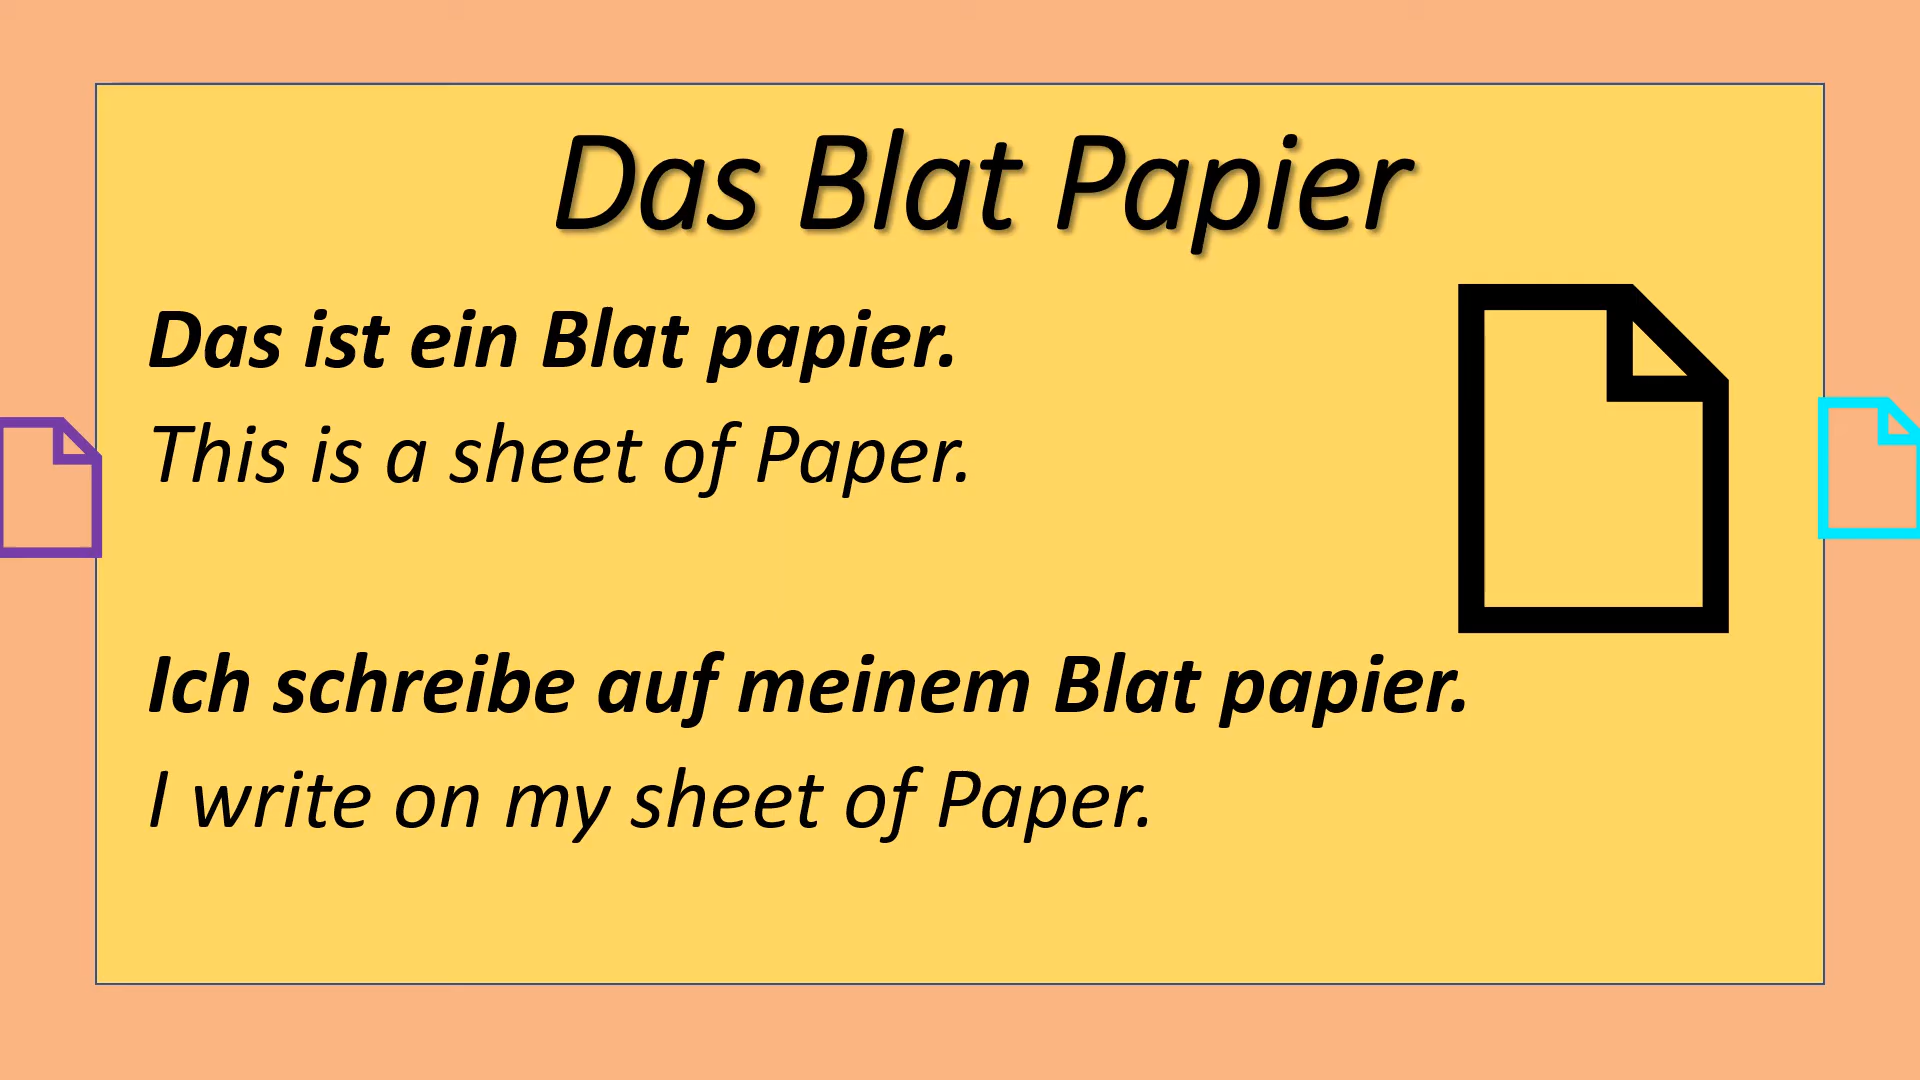 Das Blat Papier
Das ist ein Blat papier.
This is a sheet of Paper.
Ich schreibe auf meinem Blat papier.
I write on my sheet of Paper.